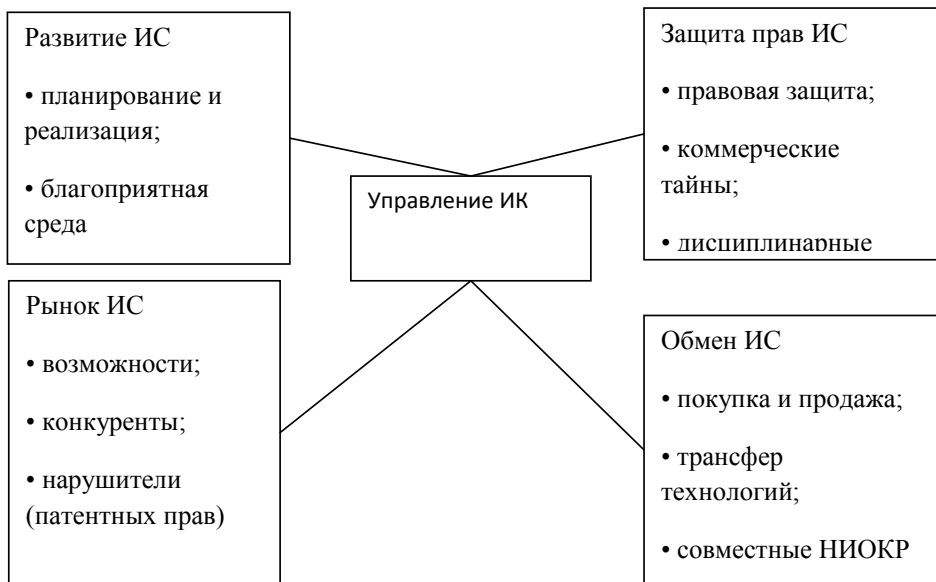 Развитие ИС
• планирование и
реализация;
• благоприятная
среда
Защита прав ИС
• правовая защита;
• коммерческие
тайны;
• дисциплинарные
Управление ИК
Рынок ИС
• возможности;
• конкуренты;
• нарушители
(патентных прав)
Обмен ИС
• покупка и продажа;
• трансфер
технологий;
• совместные НИОКР